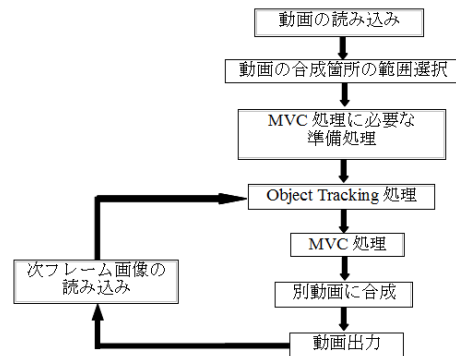 動画の読み込み
動画の合成箇所の範囲選択
MVC 処理に必要な
準備処理
Object Tracking 処理
MVC 処理
次フレーム画像の
読み込み
別動画に合成
動画出力